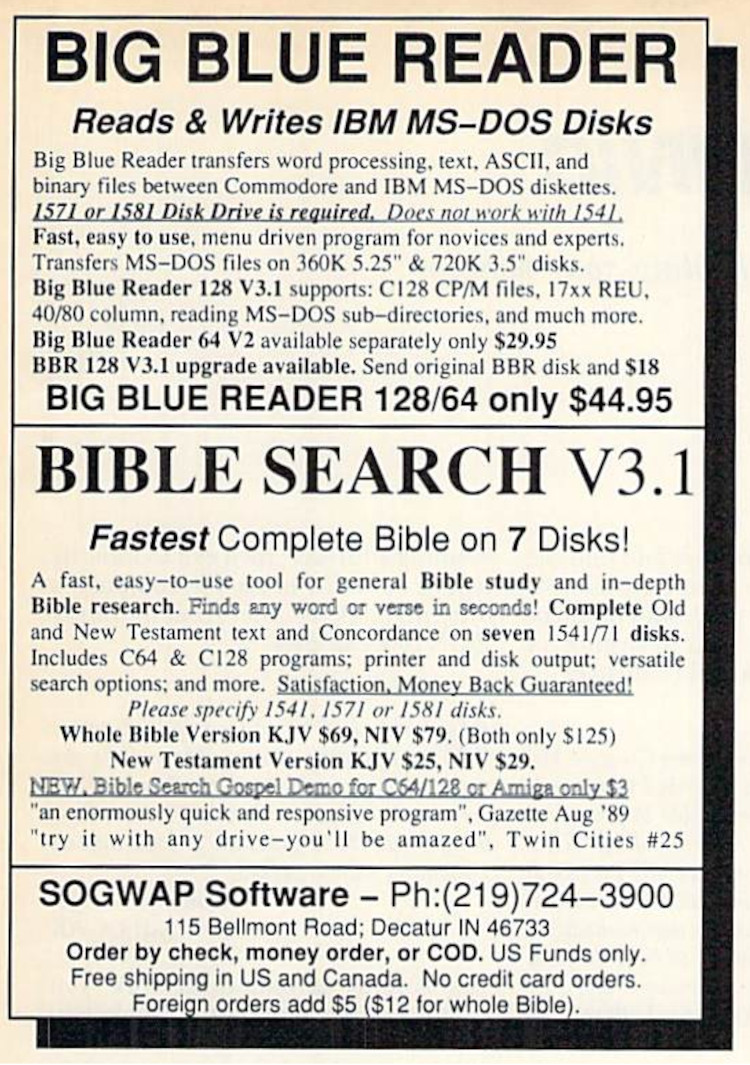 BIG BLUE READER
Reads & Writes IBM MS-DOS Disks
Big Blue Reader transfers word processing, text, ASCII, and
binary files between Commodore and IBM MS-DOS diskettes.
1571 or 1581 Disk Drive is required. Does not work with 1541.
Fast, easy to use, menu driven program for novices and experts.
Transfers MS-DOS files on 360K 5.25" & 720K 3.5" disks.
Big Blue Reader 128 V3.1 supports: C128 CP/M files, 17xx REU,
40/80 column, reading MS-DOS sub-directories, and much more.
Big Blue Reader 64 V2 available separately only $29.95
BBR 128 V3.1 upgrade available. Send original BBR disk and $18
BIG BLUE READER 128/64 only $44.95
BIBLE SEARCH V3.1
Fastest Complete Bible on 7 Disks!
A fast, easy-to-use tool for general Bible study and in-depth
Bible research. Finds any word or verse in seconds! Complete Old
and New Testament text and Concordance on seven 1541/71 disks.
Includes C64 & C128 programs; printer and disk output; versatile
search options; and more. Satisfaction, Money Back Guaranteed!
Please specify 1541, 1571 or 1581 disks.
Whole Bible Version KJV $69, NIV $79. (Both only $125)
New Testament Version KJV $25, NIV $29.
NEW, Bible Search Gospel Demo for C64/128 or Amiga only $3
"an enormously quick and responsive program", Gazette Aug '89
"try it with any drive-you'll be amazed", Twin Cities #25
SOGWAP Software - Ph:(219)724-3900
115 Bellmont Road; Decatur IN 46733
Order by check, money order, or COD. US Funds only.
Free shipping in US and Canada. No credit card orders.
Foreign orders add $5 ($12 for whole Bible).